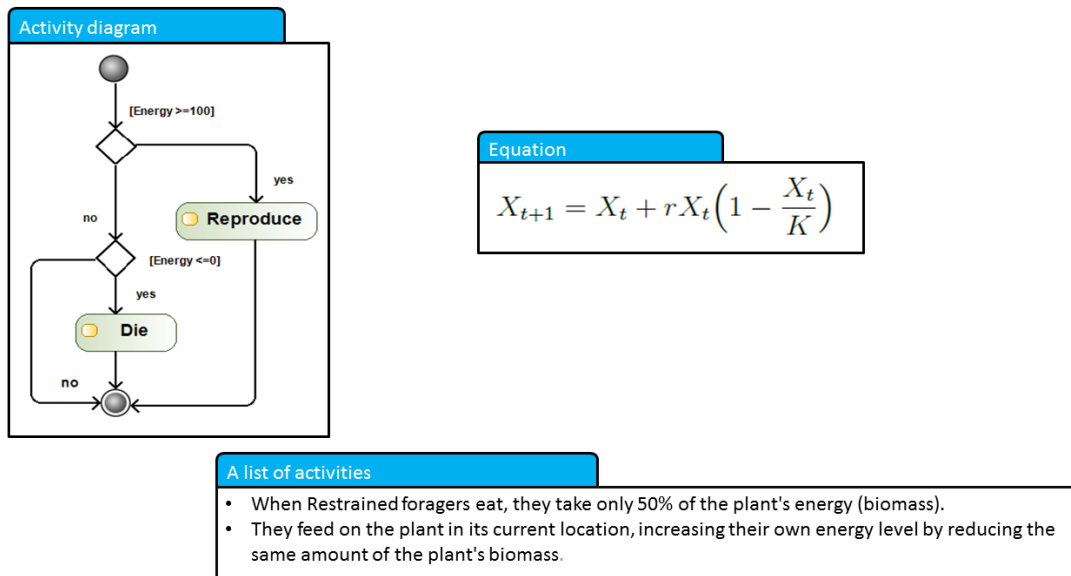 Activity diagram
[Energy >=100]
yes
no
Reproduce
[Energy <=0]
yes
Die
no
Equation
X_{t+1} = X_t + rX_t(1 - X_t/K)
A list of activities
• When Restrained foragers eat, they take only 50% of the plant's energy (biomass).
• They feed on the plant in its current location, increasing their own energy level by reducing the
same amount of the plant's biomass.